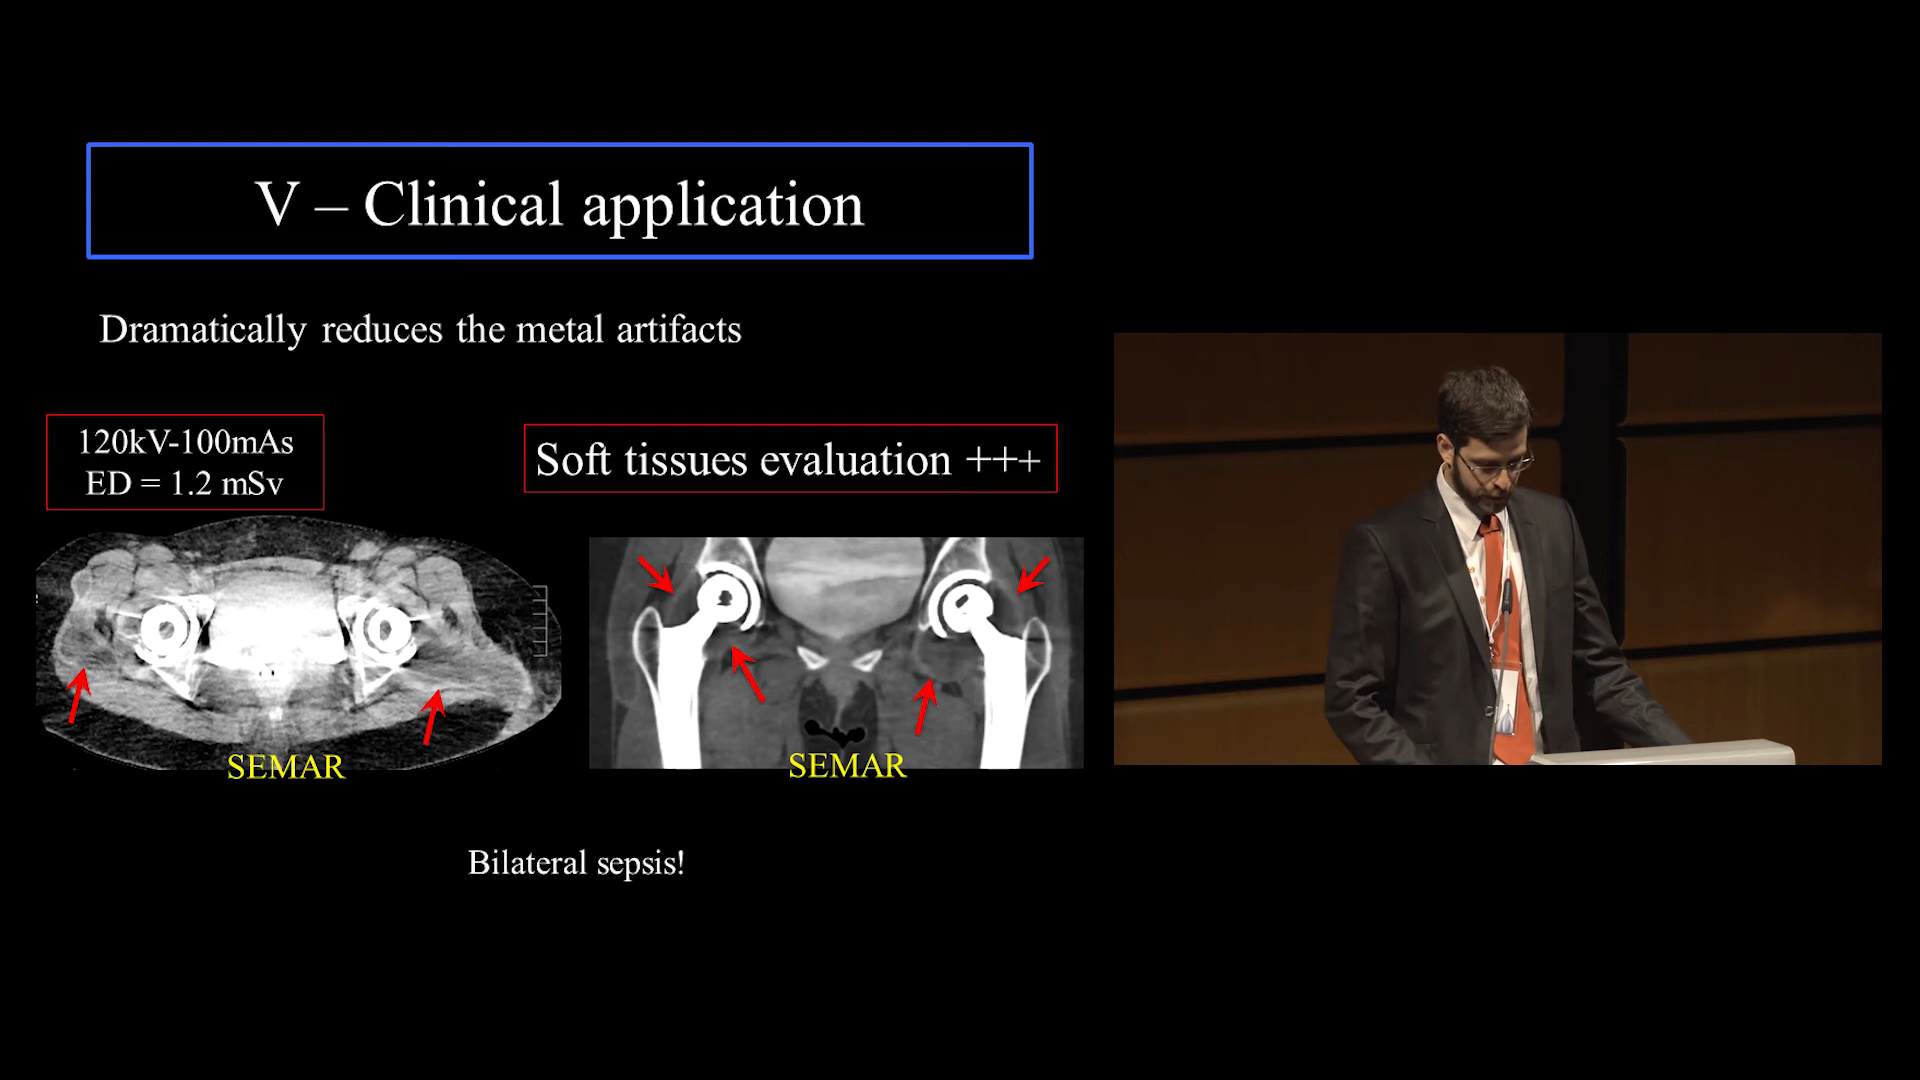 V – Clinical application
Dramatically reduces the metal artifacts
120kV-100mAs
ED = 1.2 mSv
Soft tissues evaluation +++
SEMAR
SEMAR
Bilateral sepsis!